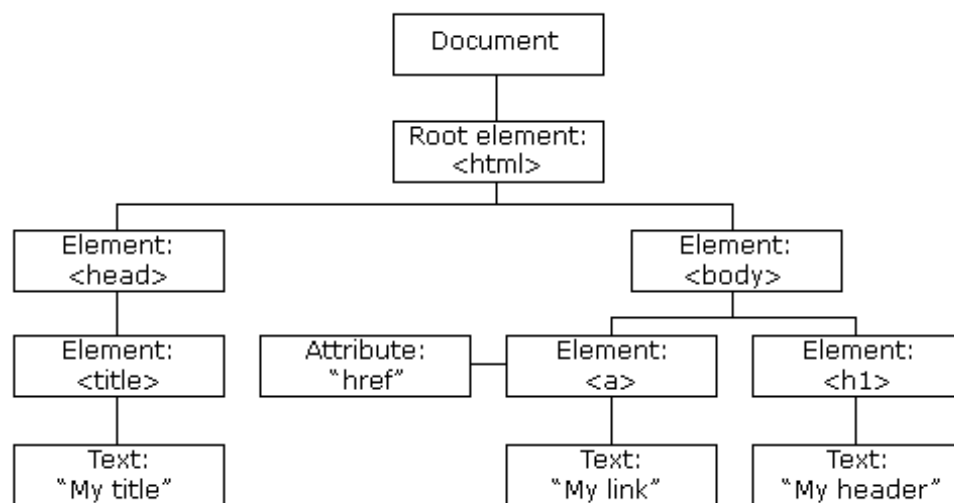 Document
Root element:
<html>
Element:
<head>
Element:
<body>
Element:
<title>
Attribute:
“href”
Element:
<a>
Element:
<h1>
Text:
“My title”
Text:
“My link”
Text:
“My header”